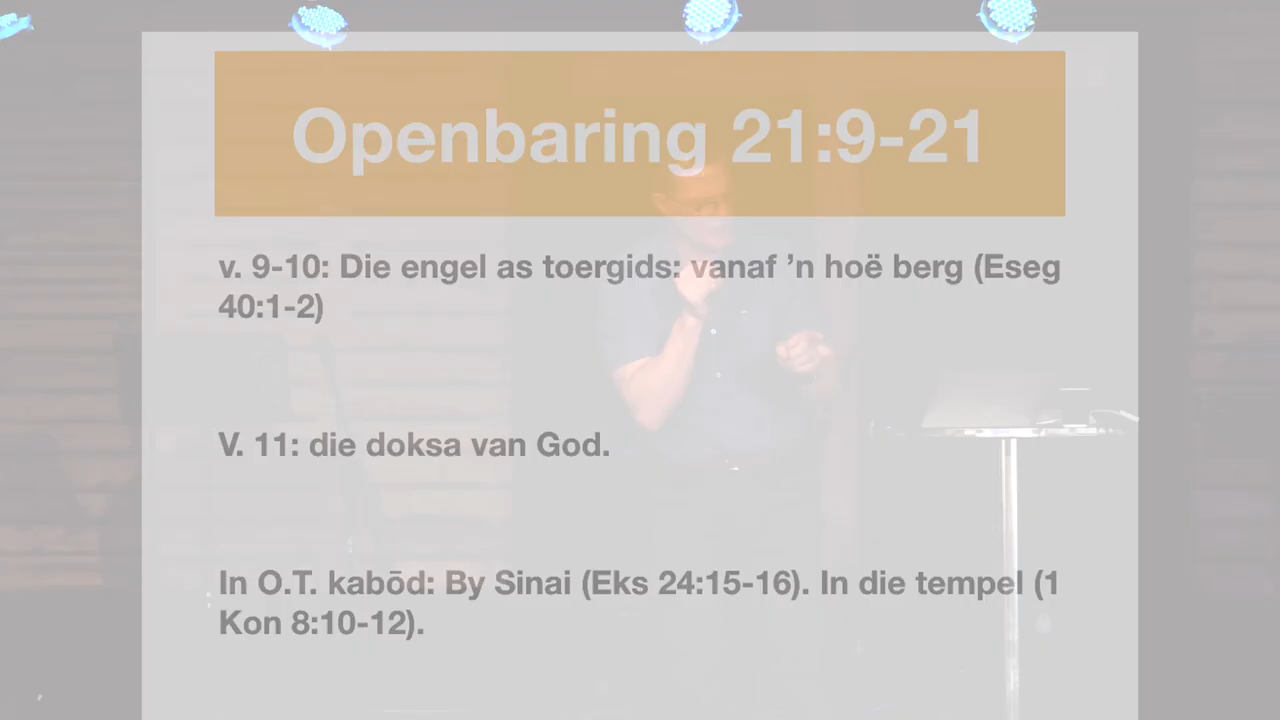 Openbaring 21:9-21
v. 9-10: Die engel as toergids: vanaf ’n hoë berg (Eseg
40:1-2)
V. 11: die doksa van God.
In O.T. kabōd: By Sinai (Eks 24:15-16). In die tempel (1
Kon 8:10-12).